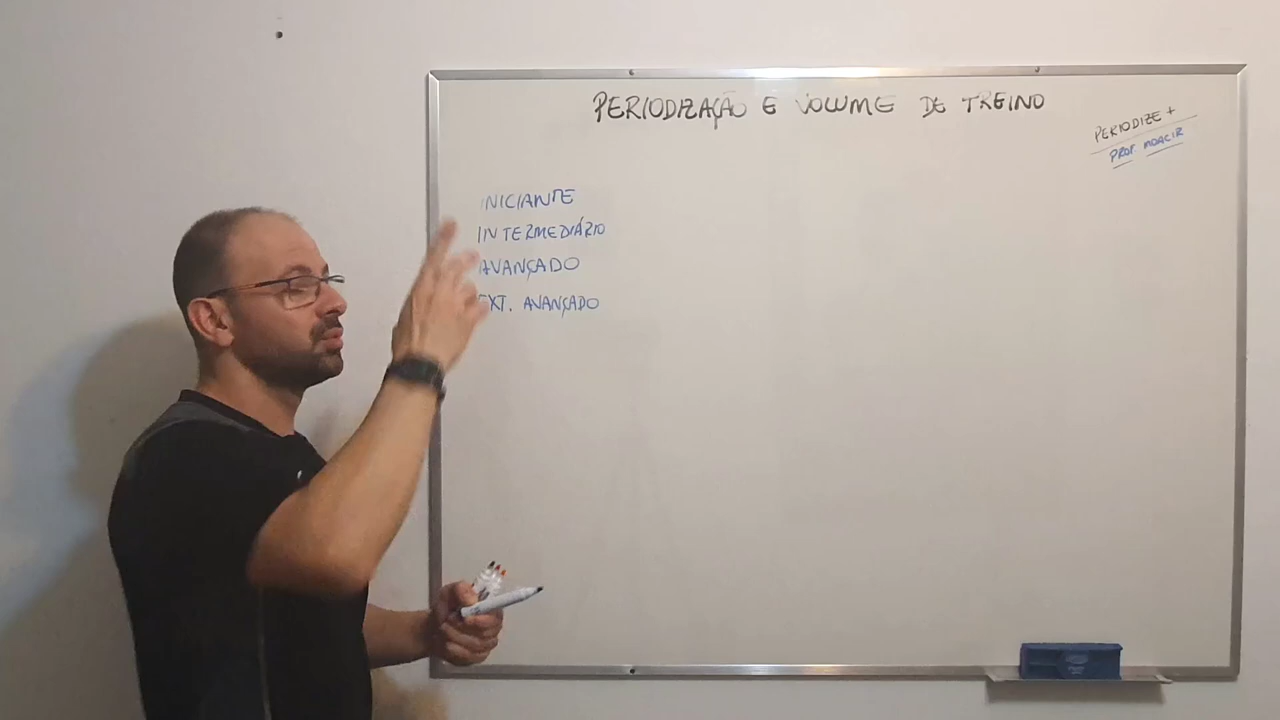 PERIODIZAÇÃO E VOLUME DE TREINO
PERIODIZE +
PROF. MOACIR
INICIANTE
INTERMEDIÁRIO
AVANÇADO
EXT. AVANÇADO